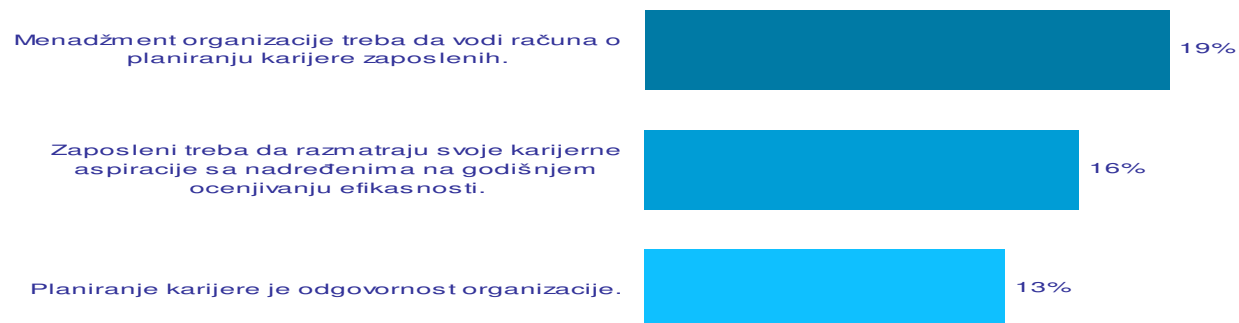 Menadžment organizacije treba da vodi računa o
planiranju karijere zaposlenih.
19%
Zaposleni treba da razmatraju svoje karijerne
aspiracije sa nadređenima na godišnjem
ocenjivanju efikasnosti.
16%
Planiranje karijere je odgovornost organizacije.
13%